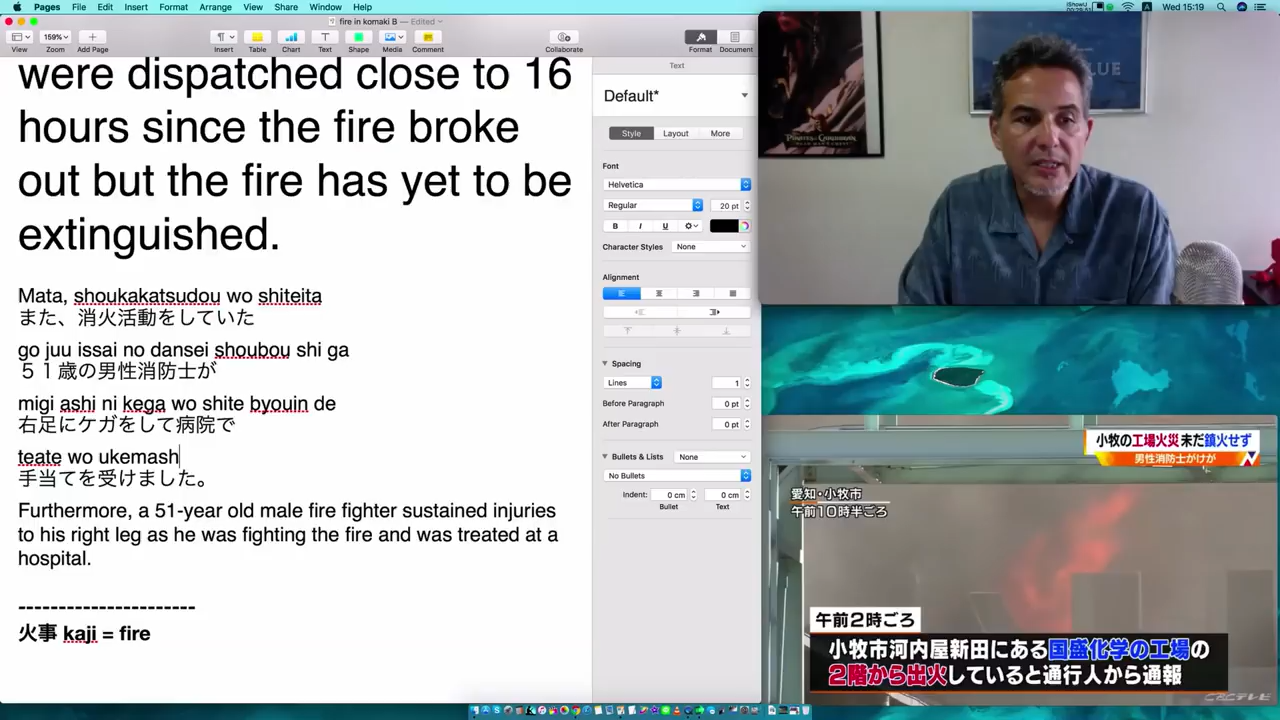 Pages File Edit Insert Format Arrange View Share Window Help
Wed 15:19
fire in komaki B — Edited
159%
View Zoom Add Page
Insert Table Chart Text Shape Media Comment
Collaborate
Format Document
were dispatched close to 16
hours since the fire broke
out but the fire has yet to be
extinguished.
Mata, shoukakatsudou wo shiteita
また、消火活動をしていた
go juu issai no dansei shoubou shi ga
５１歳の男性消防士が
migi ashi ni kega wo shite byouin de
右足にケガをして病院で
teate wo ukemash
手当てを受けました。
Furthermore, a 51-year old male fire fighter sustained injuries
to his right leg as he was fighting the fire and was treated at a
hospital.
----------------------
火事 kaji = fire
Text
Default*
Style Layout More
Font
Helvetica
Regular 20 pt
B I U
Character Styles None
Alignment
Spacing
Lines 1
Before Paragraph 0 pt
After Paragraph 0 pt
Bullets & Lists None
No Bullets
Indent: 0 cm 0 cm
Bullet Text
小牧の工場火災 未だ鎮火せず
男性消防士がけが
愛知・小牧市
午前10時半ごろ
午前2時ごろ
小牧市河内屋新田にある国盛化学の工場の
2階から出火していると通行人から通報